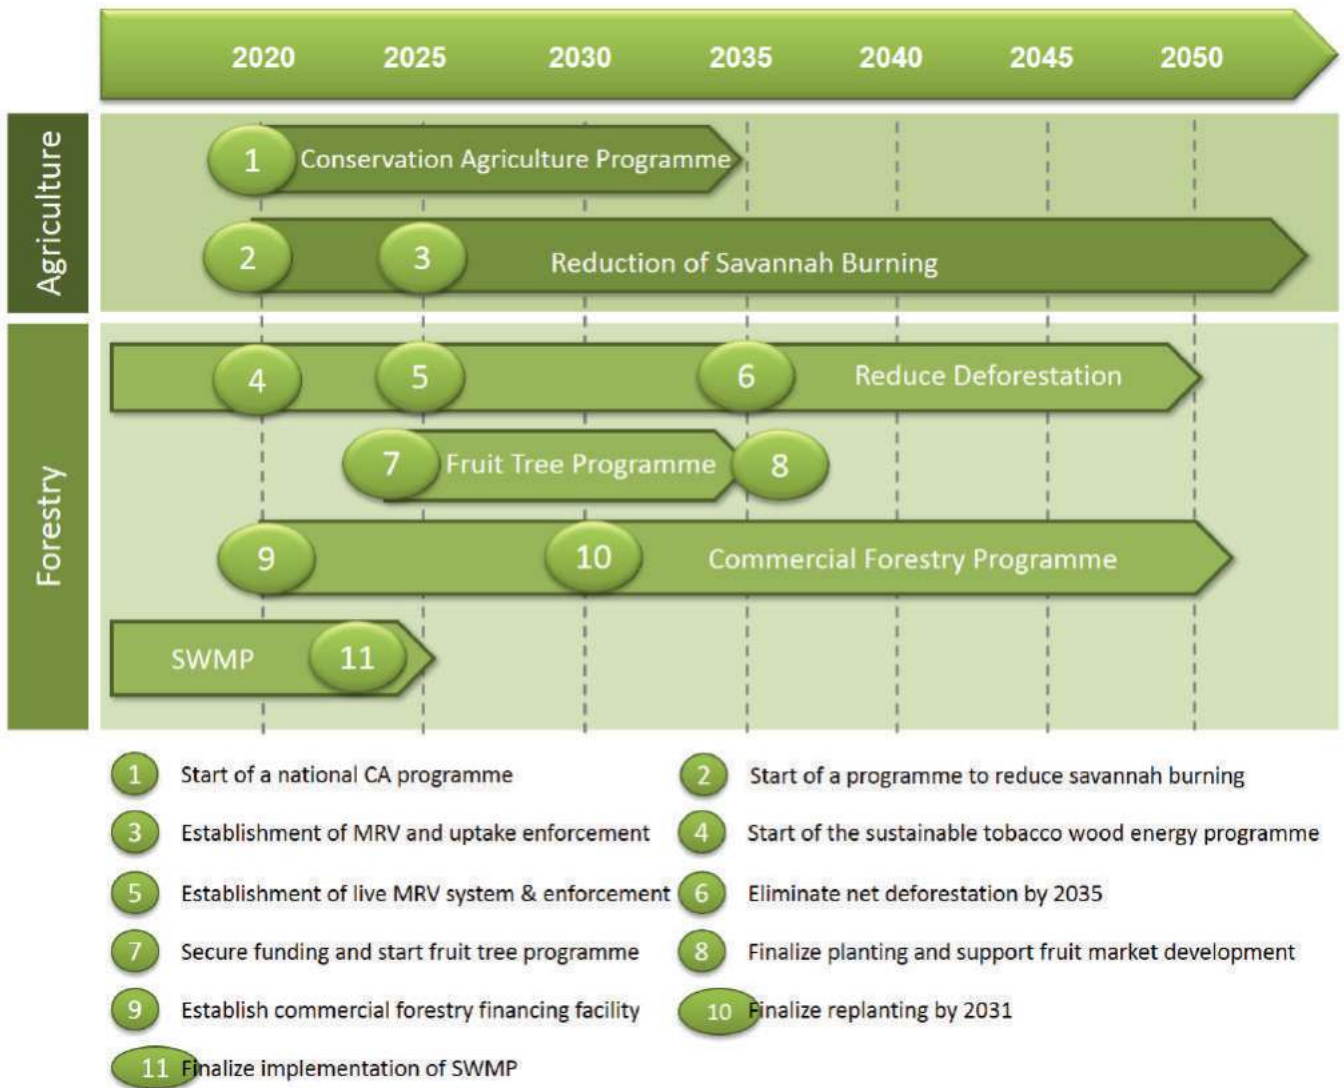 2020 2025 2030 2035 2040 2045 2050
Agriculture
1 Conservation Agriculture Programme
2 3 Reduction of Savannah Burning
Forestry
4 5 6 Reduce Deforestation
7 Fruit Tree Programme 8
9 10 Commercial Forestry Programme
SWMP 11
1 Start of a national CA programme
2 Start of a programme to reduce savannah burning
3 Establishment of MRV and uptake enforcement
4 Start of the sustainable tobacco wood energy programme
5 Establishment of live MRV system & enforcement
6 Eliminate net deforestation by 2035
7 Secure funding and start fruit tree programme
8 Finalize planting and support fruit market development
9 Establish commercial forestry financing facility
10 Finalize replanting by 2031
11 Finalize implementation of SWMP